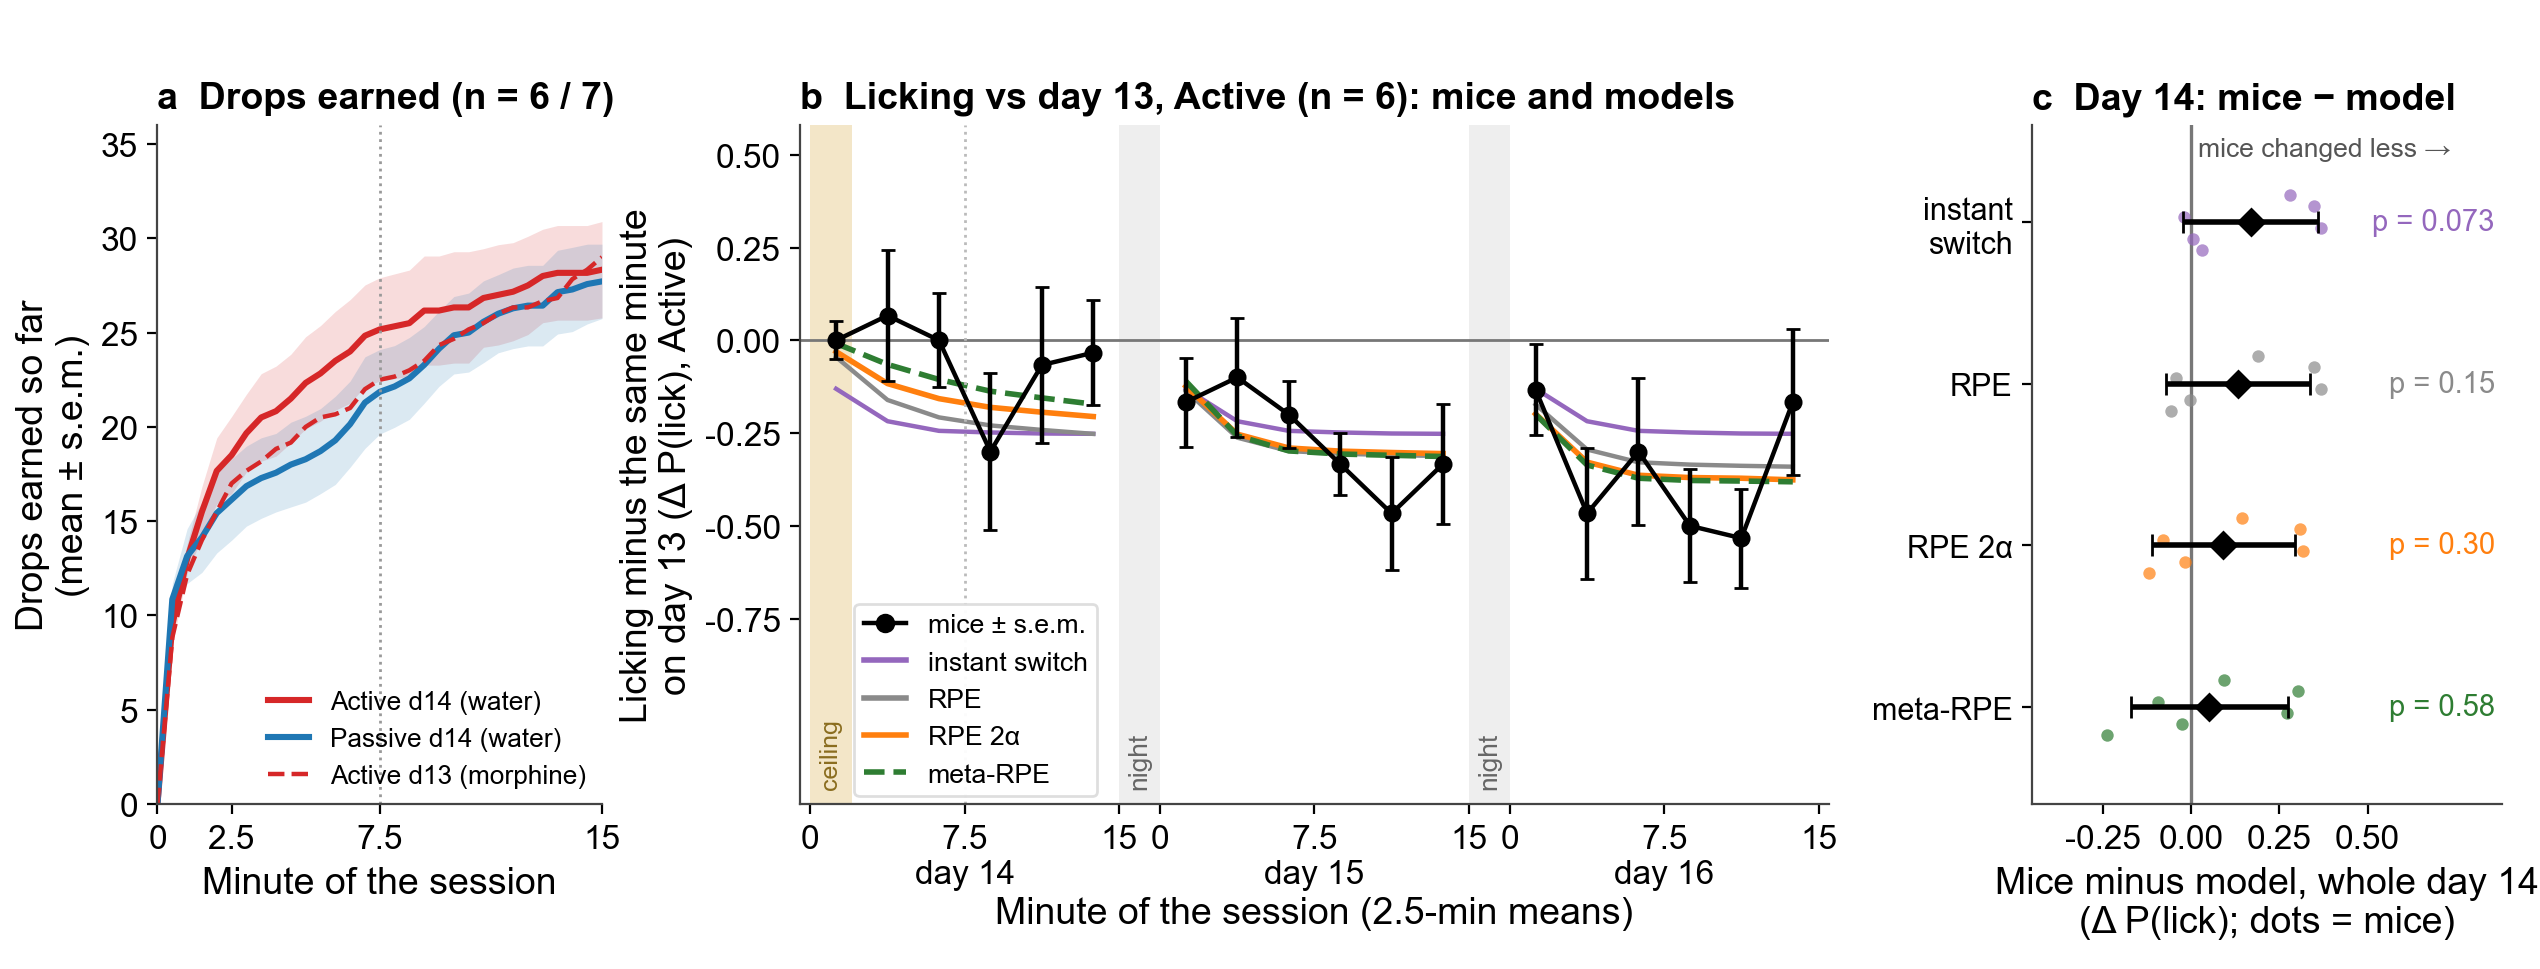 a Drops earned (n = 6 / 7)
35
30
25
20
15
10
5
0
Drops earned so far
(mean ± s.e.m.)
Active d14 (water)
Passive d14 (water)
Active d13 (morphine)
0 2.5 7.5 15
Minute of the session
b Licking vs day 13, Active (n = 6): mice and models
0.50
0.25
0.00
-0.25
-0.50
-0.75
Licking minus the same minute
on day 13 (Δ P(lick), Active)
ceiling
night
night
mice ± s.e.m.
instant switch
RPE
RPE 2α
meta-RPE
0 7.5 15 0 7.5 15 0 7.5 15
day 14 day 15 day 16
Minute of the session (2.5-min means)
c Day 14: mice − model
mice changed less →
instant
switch
p = 0.073
RPE
p = 0.15
RPE 2α
p = 0.30
meta-RPE
p = 0.58
-0.25 0.00 0.25 0.50
Mice minus model, whole day 14
(Δ P(lick); dots = mice)